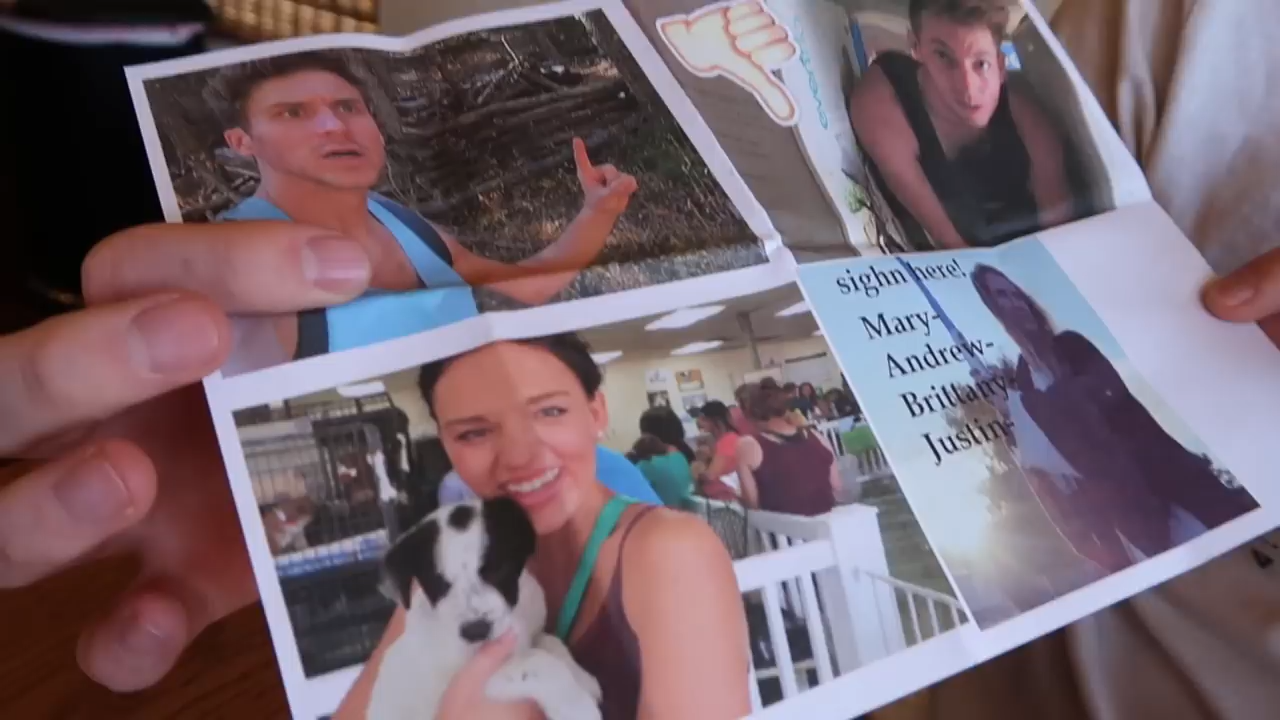 sighn here!
Mary-
Andrew-
Brittany-
Justin-